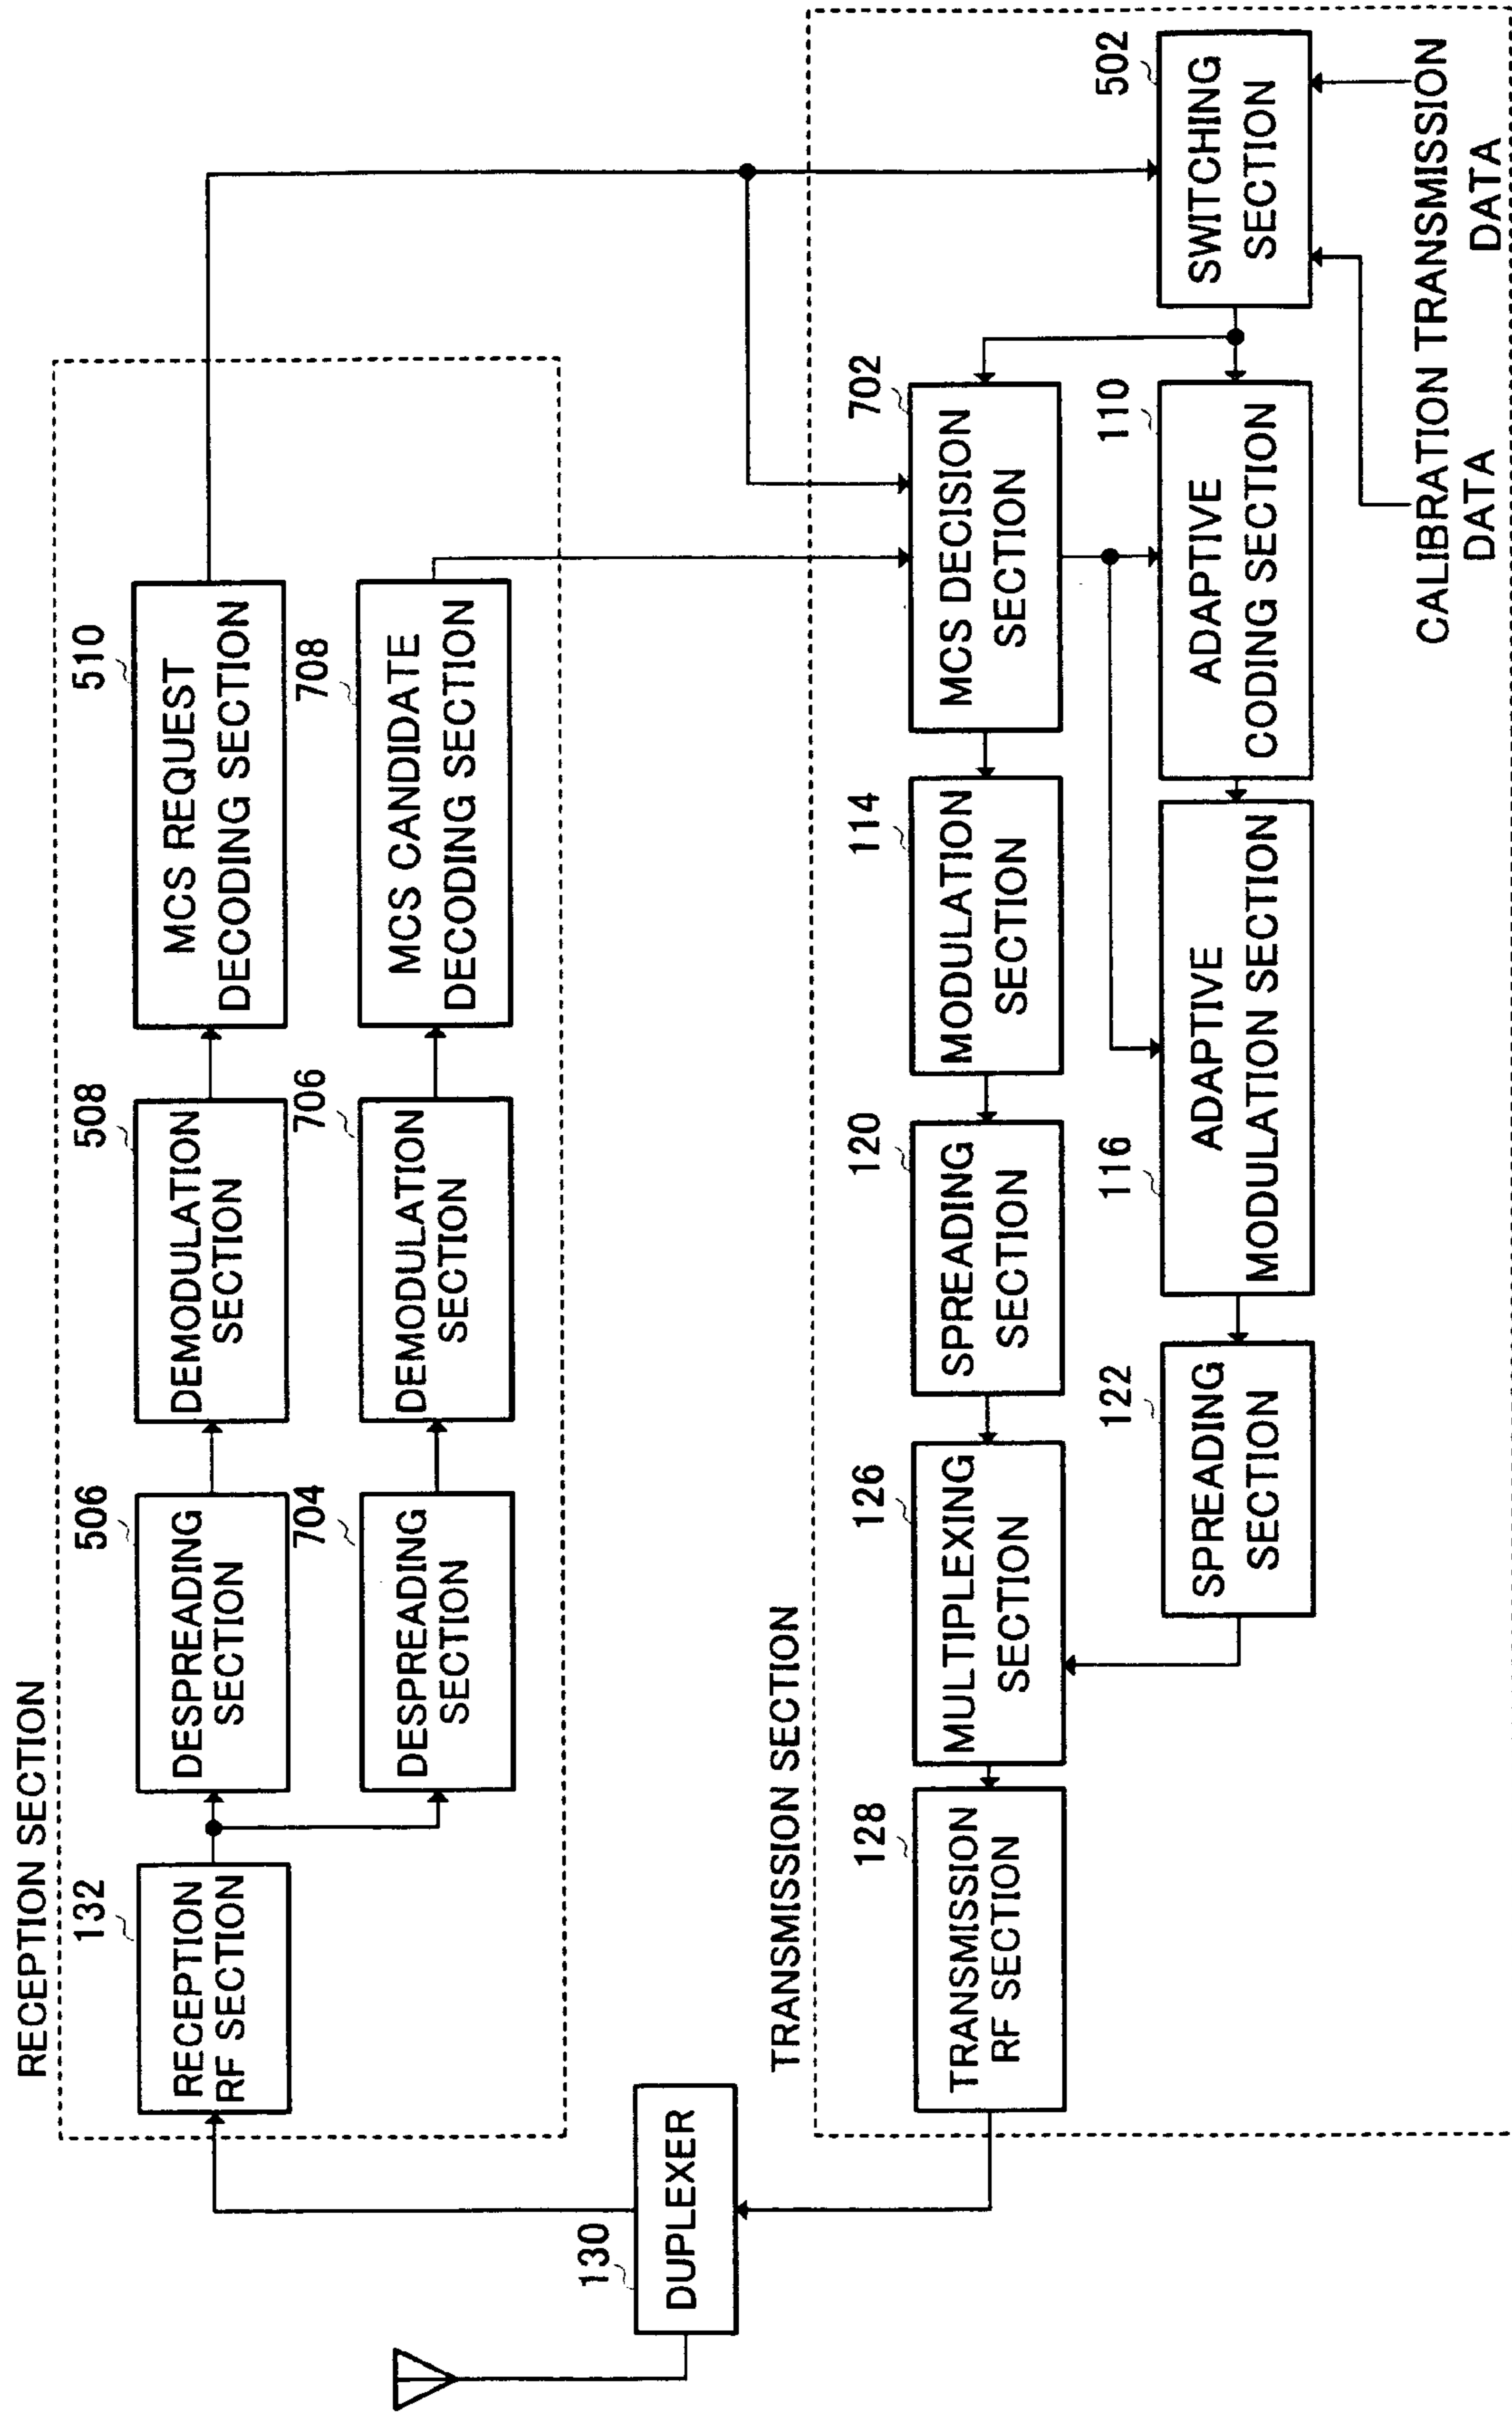 RECEPTION SECTION
132
RECEPTION
RF SECTION
506
DESPREADING
SECTION
508
DEMODULATION
SECTION
510
MCS REQUEST
DECODING SECTION
704
DESPREADING
SECTION
706
DEMODULATION
SECTION
708
MCS CANDIDATE
DECODING SECTION
130
DUPLEXER
TRANSMISSION SECTION
128
TRANSMISSION
RF SECTION
126
MULTIPLEXING
SECTION
120
SPREADING
SECTION
114
MODULATION
SECTION
702
MCS DECISION
SECTION
502
SWITCHING
SECTION
122
SPREADING
SECTION
116
ADAPTIVE
MODULATION SECTION
110
ADAPTIVE
CODING SECTION
CALIBRATION TRANSMISSION
DATA DATA